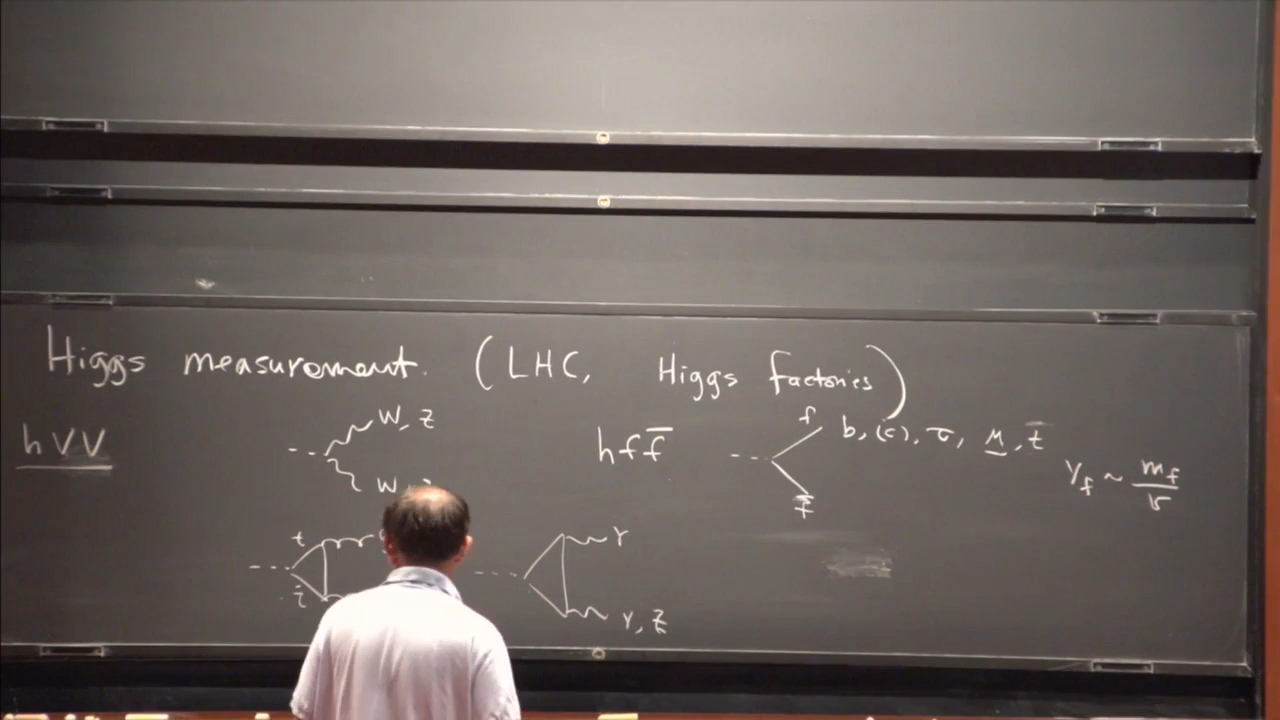 Higgs measurement. (LHC, Higgs factories)
hVV
W, Z
W
h f f̅
f
f̅
b, (c), τ, μ, t
y_f ~ m_f / v
t
t̅
γ
γ, Z